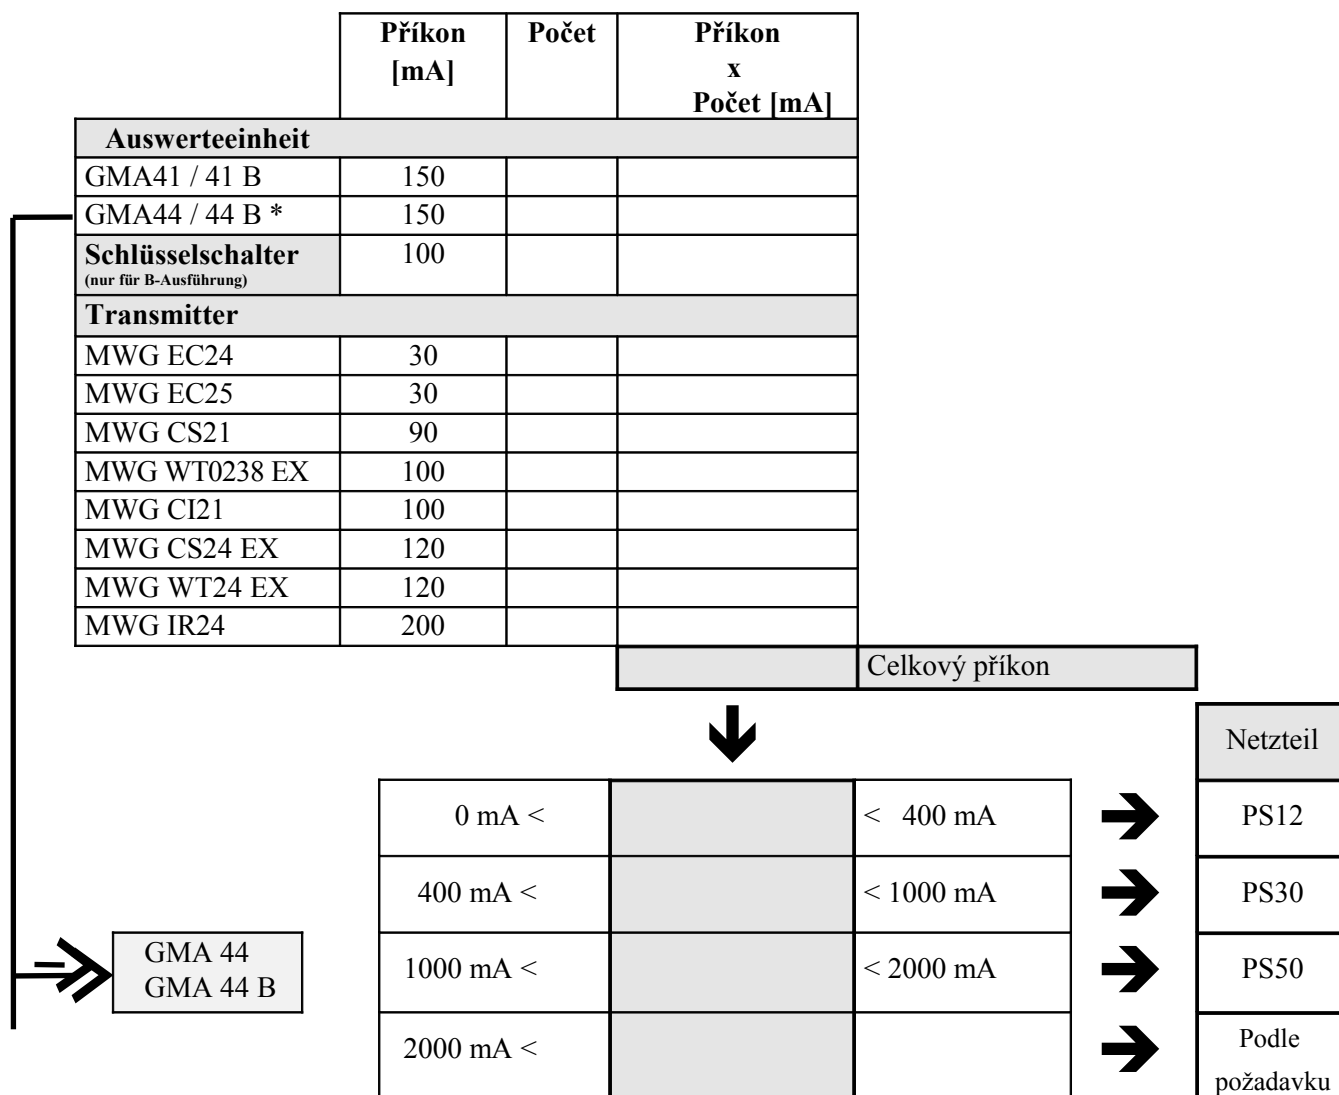 Příkon Počet Příkon
[mA] x
Počet [mA]
Auswerteeinheit
GMA41 / 41 B 150
GMA44 / 44 B * 150
Schlüsselschalter 100
(nur für B-Ausführung)
Transmitter
MWG EC24 30
MWG EC25 30
MWG CS21 90
MWG WT0238 EX 100
MWG CI21 100
MWG CS24 EX 120
MWG WT24 EX 120
MWG IR24 200
Celkový příkon
Netzteil
0 mA < < 400 mA PS12
400 mA < < 1000 mA PS30
GMA 44
GMA 44 B
1000 mA < < 2000 mA PS50
2000 mA < Podle
požadavku